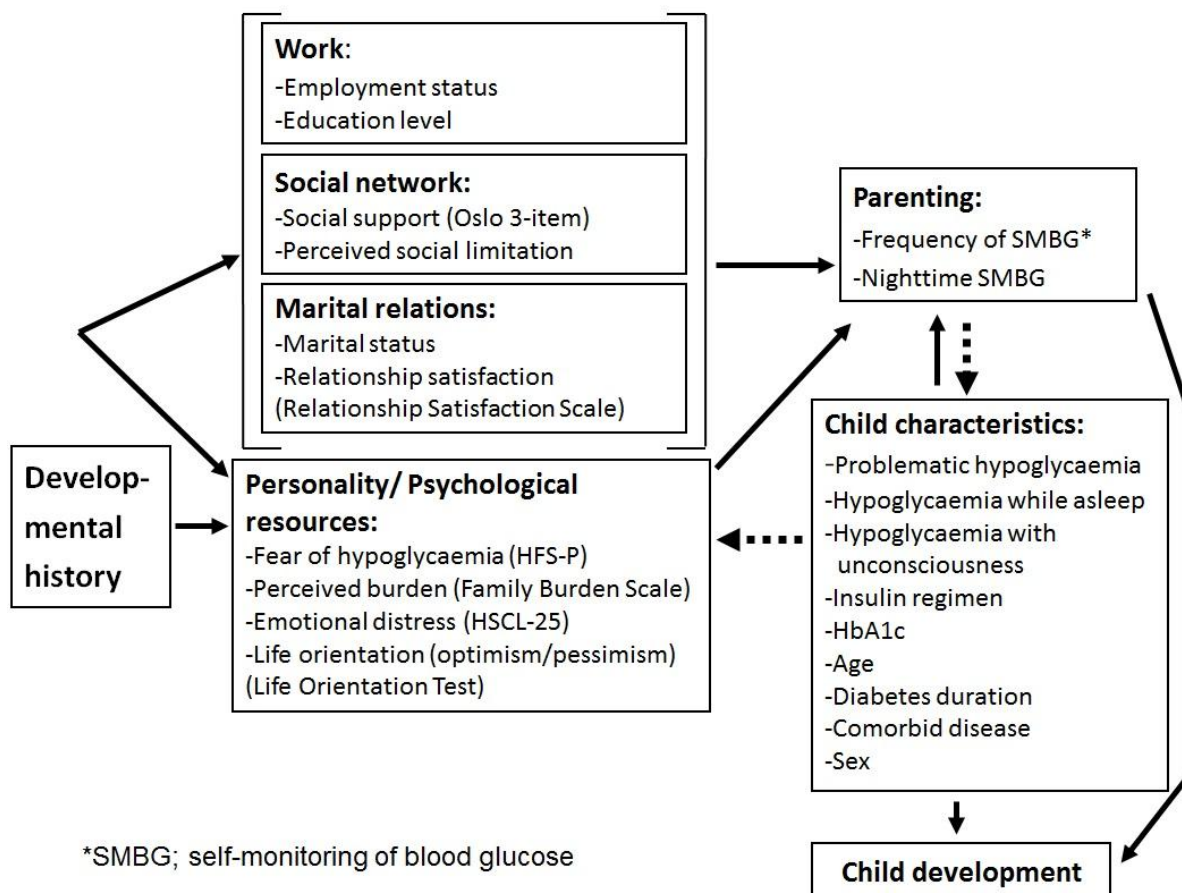 Work:
-Employment status
-Education level
Social network:
-Social support (Oslo 3-item)
-Perceived social limitation
Marital relations:
-Marital status
-Relationship satisfaction
(Relationship Satisfaction Scale)
Develop-
mental
history
Personality/ Psychological
resources:
-Fear of hypoglycaemia (HFS-P)
-Perceived burden (Family Burden Scale)
-Emotional distress (HSCL-25)
-Life orientation (optimism/pessimism)
(Life Orientation Test)
Parenting:
-Frequency of SMBG*
-Nighttime SMBG
Child characteristics:
-Problematic hypoglycaemia
-Hypoglycaemia while asleep
-Hypoglycaemia with
unconsciousness
-Insulin regimen
-HbA1c
-Age
-Diabetes duration
-Comorbid disease
-Sex
Child development
*SMBG; self-monitoring of blood glucose